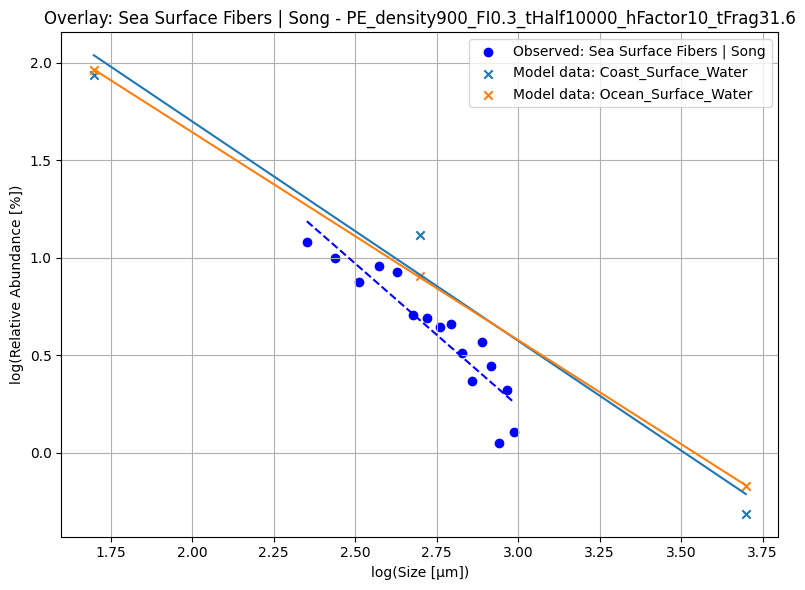 Overlay: Sea Surface Fibers | Song - PE_density900_FI0.3_tHalf10000_hFactor10_tFrag31.6
Observed: Sea Surface Fibers | Song
Model data: Coast_Surface_Water
Model data: Ocean_Surface_Water
log(Relative Abundance [%])
2.0
1.5
1.0
0.5
0.0
1.75 2.00 2.25 2.50 2.75 3.00 3.25 3.50 3.75
log(Size [μm])